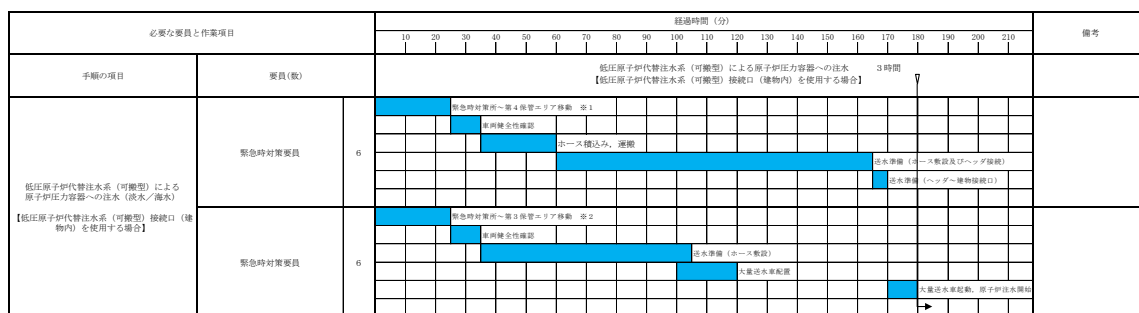 必要な要員と作業項目
経過時間（分）
備考
10 20 30 40 50 60 70 80 90 100 110 120 130 140 150 160 170 180 190 200 210
手順の項目
要員(数)
低圧原子炉代替注水系（可搬型）による原子炉圧力容器への注水 3時間
【低圧原子炉代替注水系（可搬型）接続口（建物内）を使用する場合】
低圧原子炉代替注水系（可搬型）による
原子炉圧力容器への注水（淡水／海水）
【低圧原子炉代替注水系（可搬型）接続口（建
物内）を使用する場合】
緊急時対策要員
6
緊急時対策所～第４保管エリア移動 ※１
車両健全性確認
ホース積込み，運搬
送水準備（ホース敷設及びヘッダ接続）
送水準備（ヘッダ～建物接続口）
緊急時対策要員
6
緊急時対策所～第３保管エリア移動 ※２
車両健全性確認
送水準備（ホース敷設）
大量送水車配置
大量送水車起動，原子炉注水開始